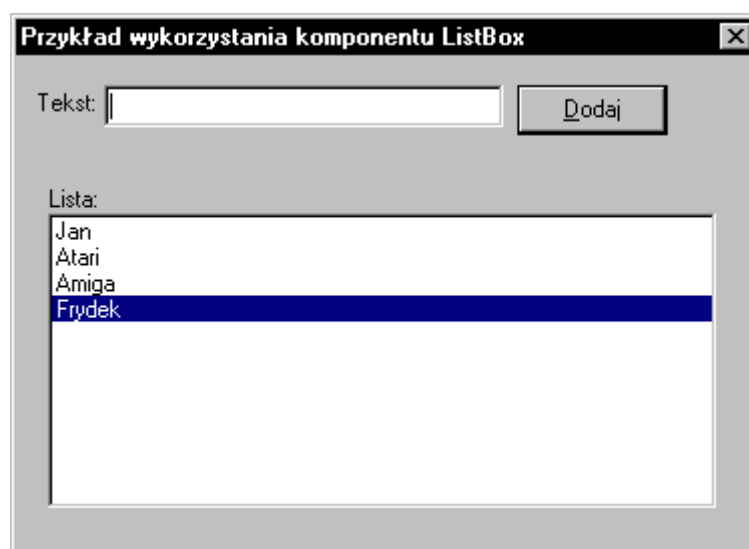 Przykład wykorzystania komponentu ListBox
Tekst:
Dodaj
Lista:
Jan
Atari
Amiga
Frydek